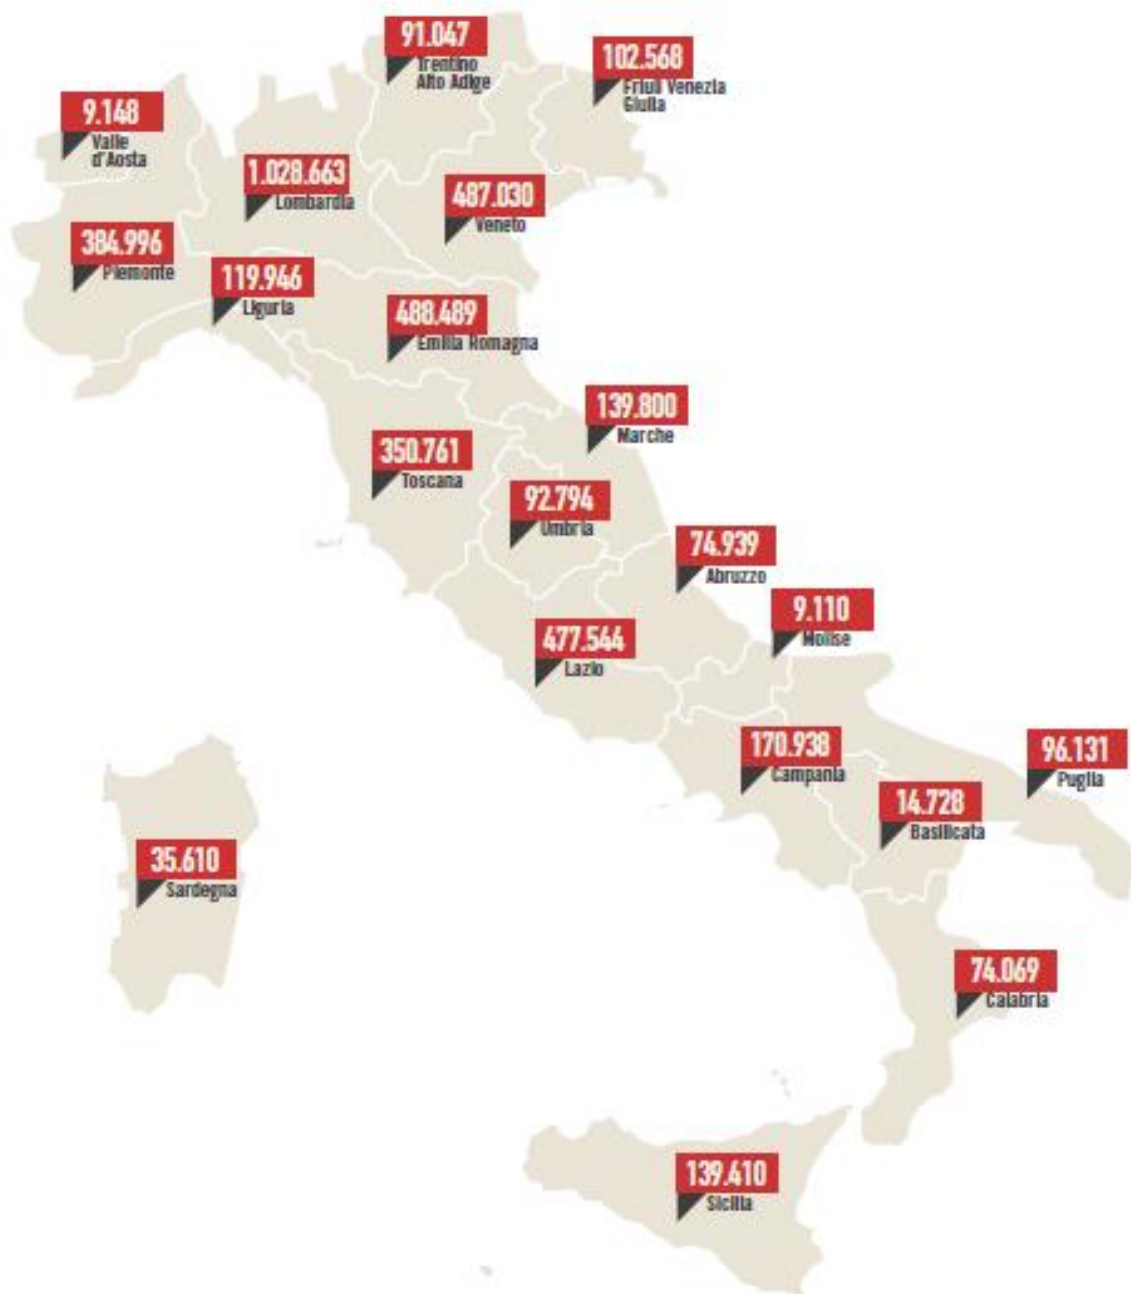 91.047
Trentino
Alto Adige
102.568
Friuli Venezia
Giulia
9.148
Valle
d'Aosta
1.028.663
Lombardia
487.030
Veneto
384.996
Piemonte
119.946
Liguria
488.489
Emilia Romagna
139.800
Marche
350.761
Toscana
92.794
Umbria
74.939
Abruzzo
9.110
Molise
477.544
Lazio
170.938
Campania
96.131
Puglia
14.728
Basilicata
35.610
Sardegna
74.069
Calabria
139.410
Sicilia